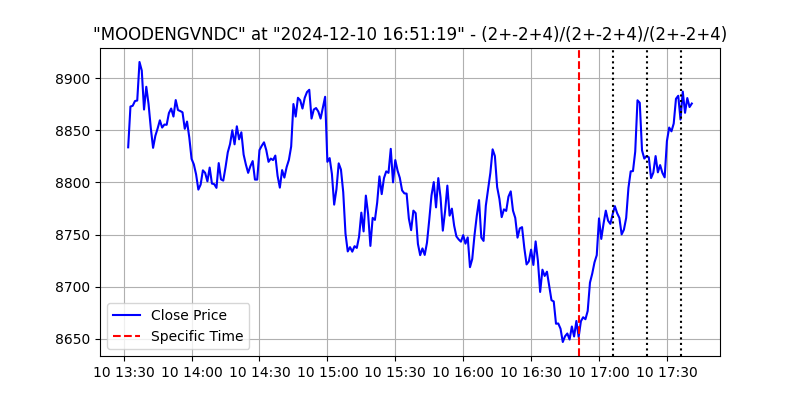 "MOODENGVNDC" at "2024-12-10 16:51:19" - (2+-2+4)/(2+-2+4)/(2+-2+4)
8900
8850
8800
8750
8700
8650
Close Price
Specific Time
10 13:30 10 14:00 10 14:30 10 15:00 10 15:30 10 16:00 10 16:30 10 17:00 10 17:30